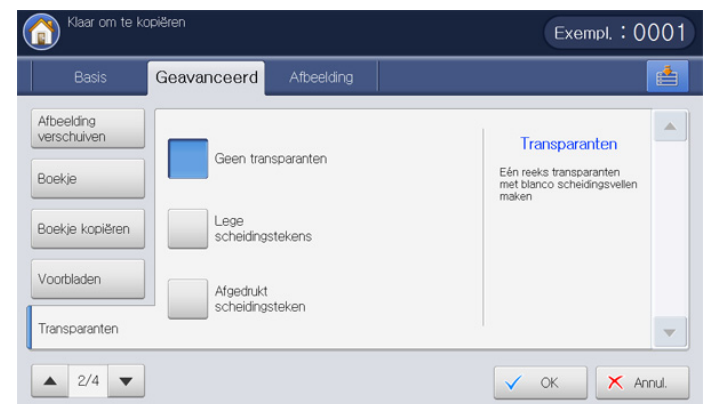 Klaar om te kopiëren
Exempl. : 0001
Basis
Geavanceerd
Afbeelding
Afbeelding
verschuiven
Boekje
Boekje kopiëren
Voorbladen
Transparanten
2/4
Geen transparanten
Lege
scheidingstekens
Afgedrukt
scheidingsteken
Transparanten
Eén reeks transparanten
met blanco scheidingsvellen
maken
OK
Annul.